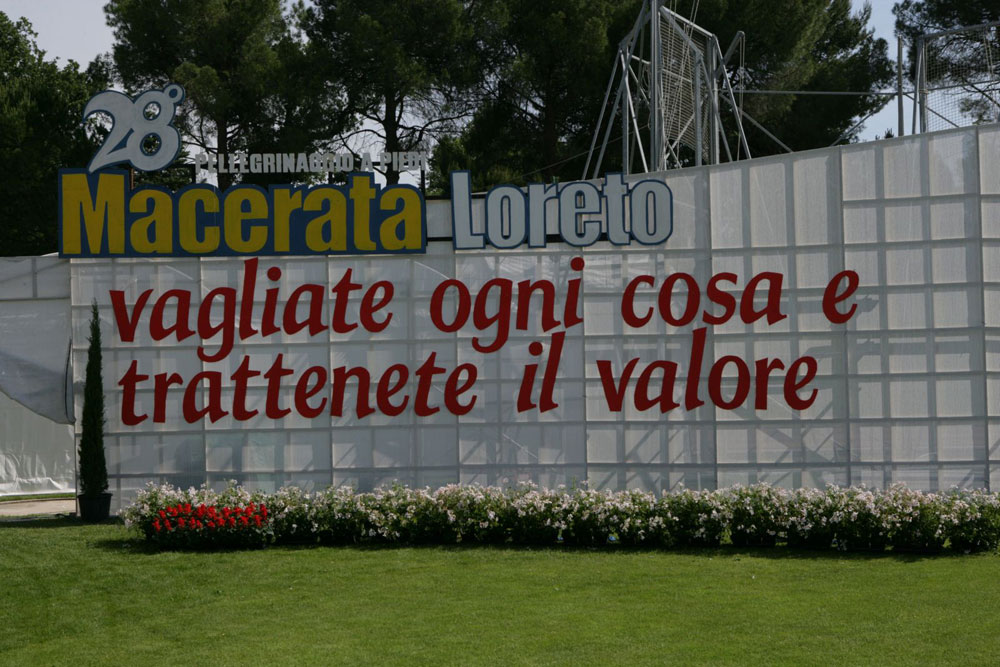 28°
PELLEGRINAGGIO A PIEDI
Macerata Loreto
vagliate ogni cosa e
trattenete il valore